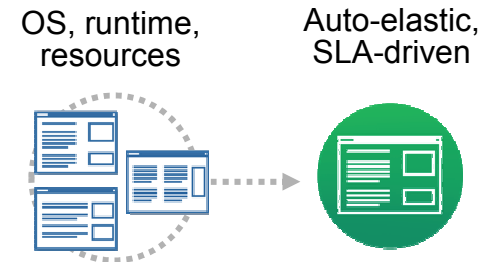 OS, runtime,
resources
Auto-elastic,
SLA-driven